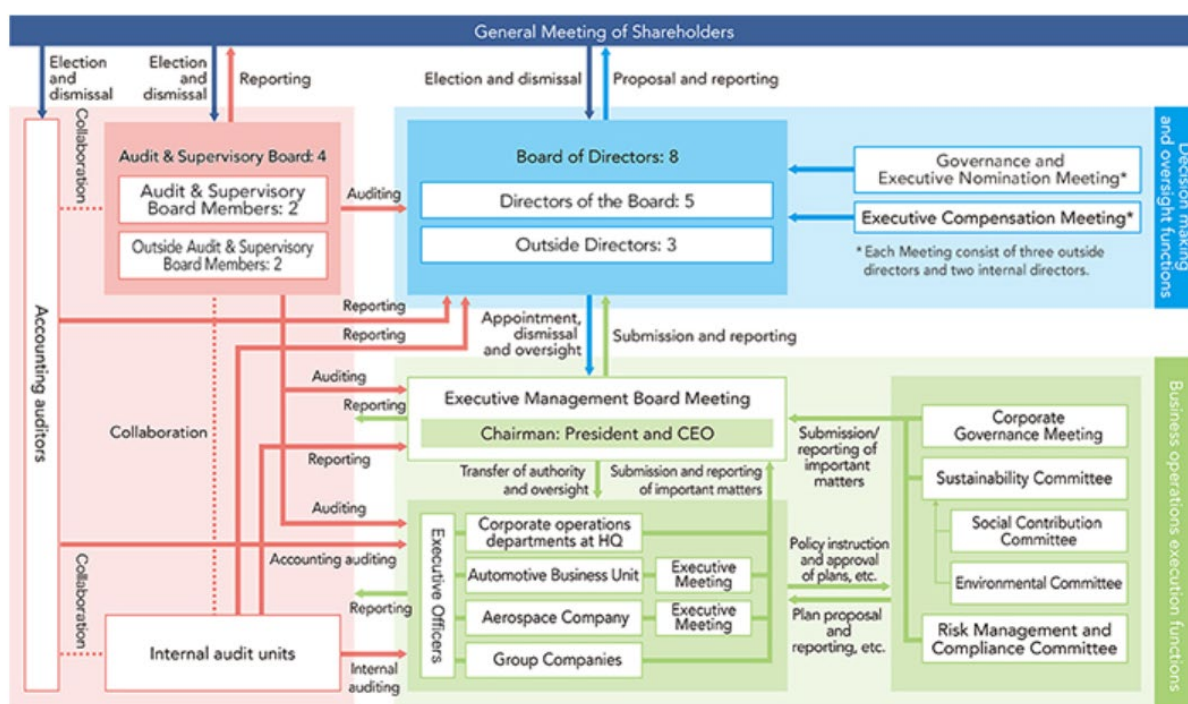 General Meeting of Shareholders
Election
and
dismissal
Election
and
dismissal
Reporting
Election and dismissal
Proposal and reporting
Collaboration
Audit & Supervisory Board: 4
Audit & Supervisory
Board Members: 2
Outside Audit & Supervisory
Board Members: 2
Auditing
Board of Directors: 8
Directors of the Board: 5
Outside Directors: 3
Governance and
Executive Nomination Meeting*
Executive Compensation Meeting*
* Each Meeting consist of three outside
directors and two internal directors.
Decision making
and oversight functions
Accounting auditors
Reporting
Reporting
Appointment,
dismissal
and oversight
Submission and reporting
Auditing
Reporting
Collaboration
Reporting
Executive Management Board Meeting
Chairman: President and CEO
Transfer of authority
and oversight
Submission and reporting
of important matters
Submission/
reporting of
important
matters
Corporate
Governance Meeting
Sustainability Committee
Social Contribution
Committee
Environmental Committee
Risk Management and
Compliance Committee
Business operations execution functions
Auditing
Accounting auditing
Reporting
Executive Officers
Corporate operations
departments at HQ
Automotive Business Unit
Executive
Meeting
Aerospace Company
Executive
Meeting
Group Companies
Policy instruction
and approval
of plans, etc.
Plan proposal
and
reporting, etc.
Collaboration
Internal audit units
Internal
auditing